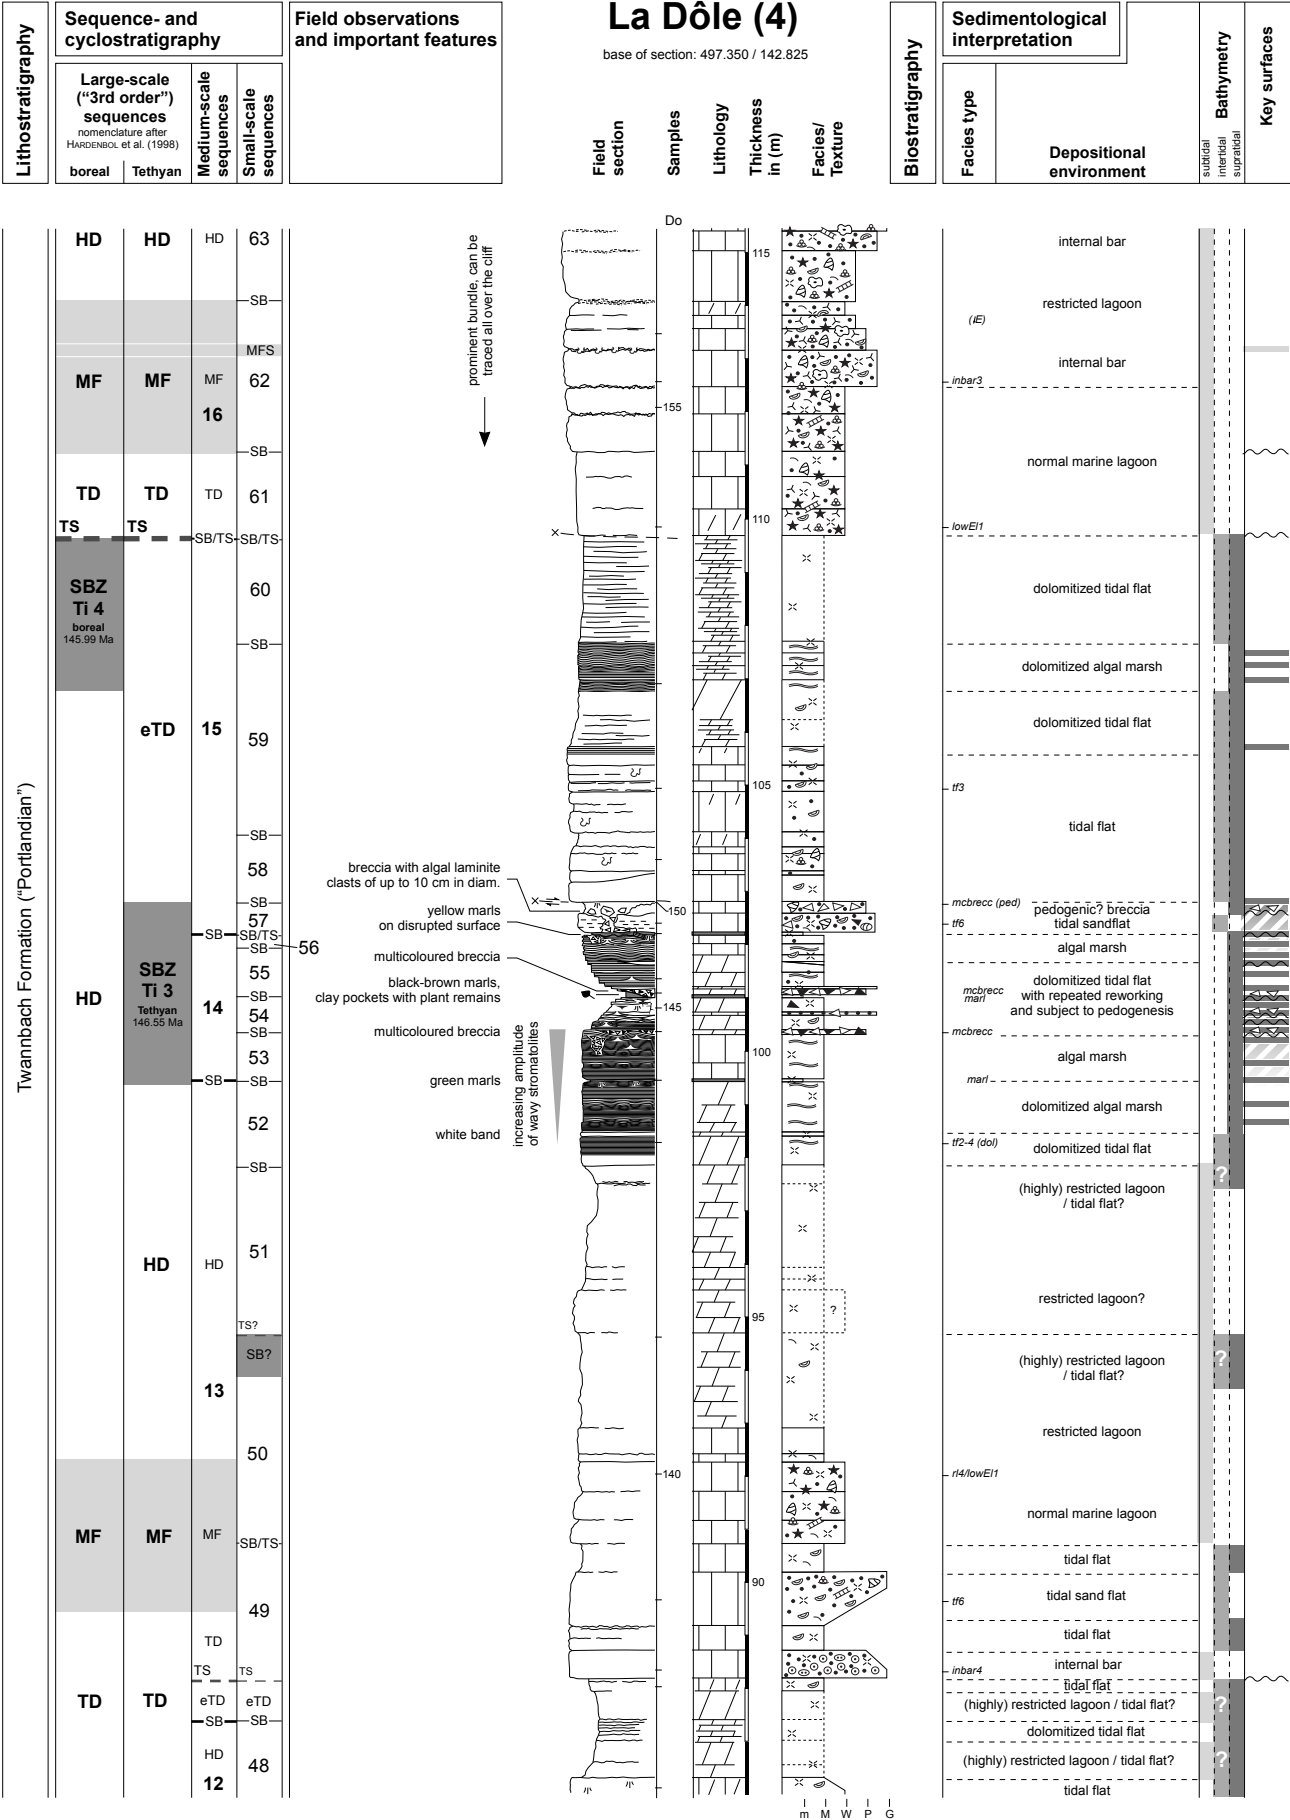 La Dôle (4)
base of section: 497.350 / 142.825
Lithostratigraphy
Sequence- and
cyclostratigraphy
Large-scale
("3rd order")
sequences
nomenclature after
HARDENBOL et al. (1998)
boreal
Tethyan
Medium-scale
sequences
Small-scale
sequences
Field observations
and important features
Field
section
Samples
Lithology
Thickness
in (m)
Facies/
Texture
Biostratigraphy
Sedimentological
interpretation
Facies type
Depositional
environment
Bathymetry
subtidal
intertidal
supratidal
Key surfaces
Twannbach Formation ("Portlandian")
HD
MF
TD
TS
SBZ
Ti 4
boreal
145.99 Ma
HD
MF
TD
HD
MF
TD
TS
eTD
SBZ
Ti 3
Tethyan
146.55 Ma
HD
MF
TD
HD
MF
16
TD
SB/TS
15
SB
14
SB
HD
13
MF
TD
TS
eTD
SB
HD
12
63
SB
MFS
62
SB
61
SB/TS
60
SB
59
SB
58
SB
57
SB/TS
56
SB
55
SB
54
SB
53
SB
52
SB
51
TS?
SB?
50
SB/TS
49
TS
eTD
SB
48
prominent bundle, can be
traced all over the cliff
breccia with algal laminite
clasts of up to 10 cm in diam.
yellow marls
on disrupted surface
multicoloured breccia
black-brown marls,
clay pockets with plant remains
multicoloured breccia
green marls
white band
increasing amplitude
of wavy stromatolites
Do
155
150
145
140
115
110
105
100
95
90
?
m M W P G
inbar3
lowEl1
tf3
mcbrecc (ped)
tf6
mcbrecc
marl
mcbrecc
marl
tf2-4 (dol)
rl4/lowEl1
tf6
inbar4
internal bar
restricted lagoon
internal bar
normal marine lagoon
dolomitized tidal flat
dolomitized algal marsh
dolomitized tidal flat
tidal flat
pedogenic? breccia
tidal sandflat
algal marsh
dolomitized tidal flat
with repeated reworking
and subject to pedogenesis
algal marsh
dolomitized algal marsh
dolomitized tidal flat
(highly) restricted lagoon
/ tidal flat?
restricted lagoon?
(highly) restricted lagoon
/ tidal flat?
restricted lagoon
normal marine lagoon
tidal flat
tidal sand flat
tidal flat
internal bar
tidal flat
(highly) restricted lagoon / tidal flat?
dolomitized tidal flat
(highly) restricted lagoon / tidal flat?
tidal flat
?
?
?
?